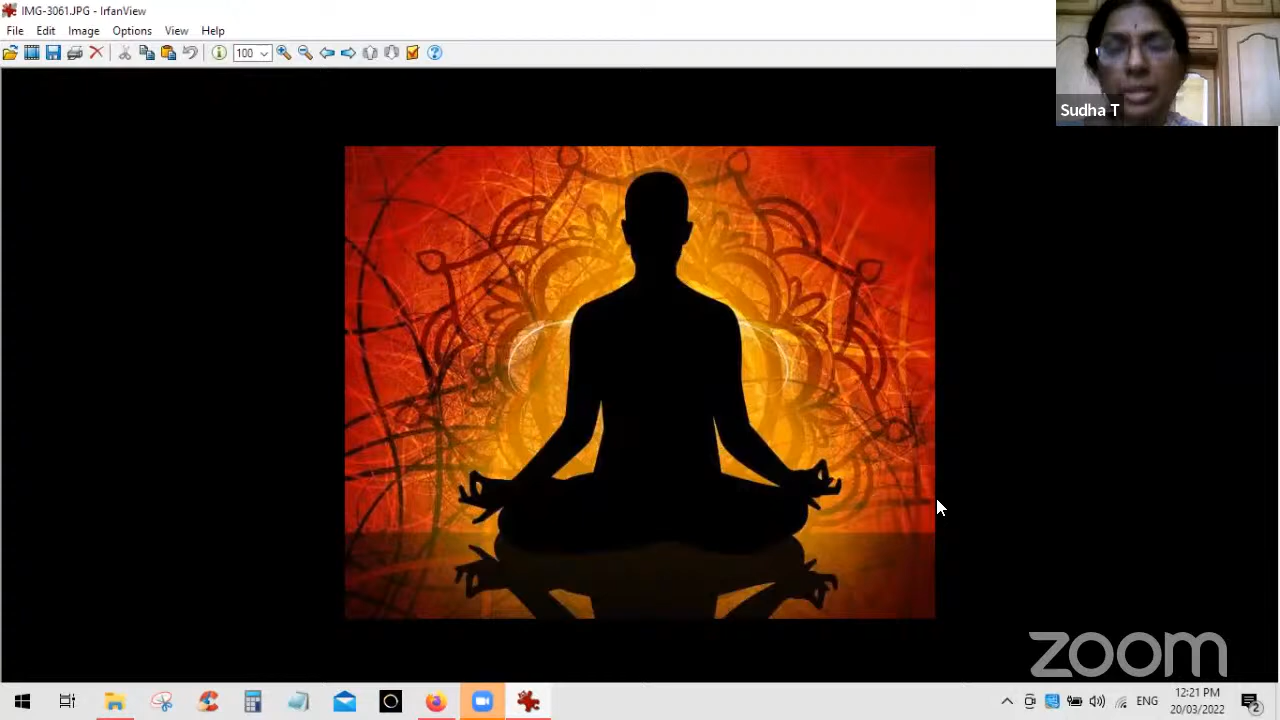 IMG-3061.JPG - IrfanView
File Edit Image Options View Help
100
Sudha T
zoom
ENG
12:21 PM
20/03/2022
2